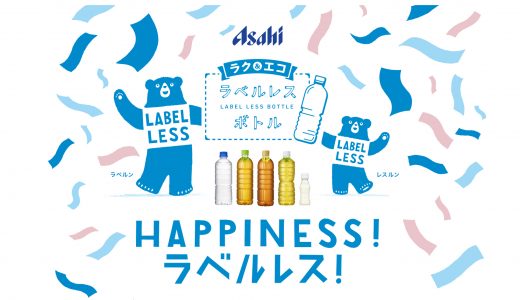 Asahi
ラク&エコ
ラベルレス
LABEL LESS BOTTLE
ボトル
LABEL
LESS
ラベルン
LABEL
LESS
レスルン
HAPPINESS!
ラベルレス!